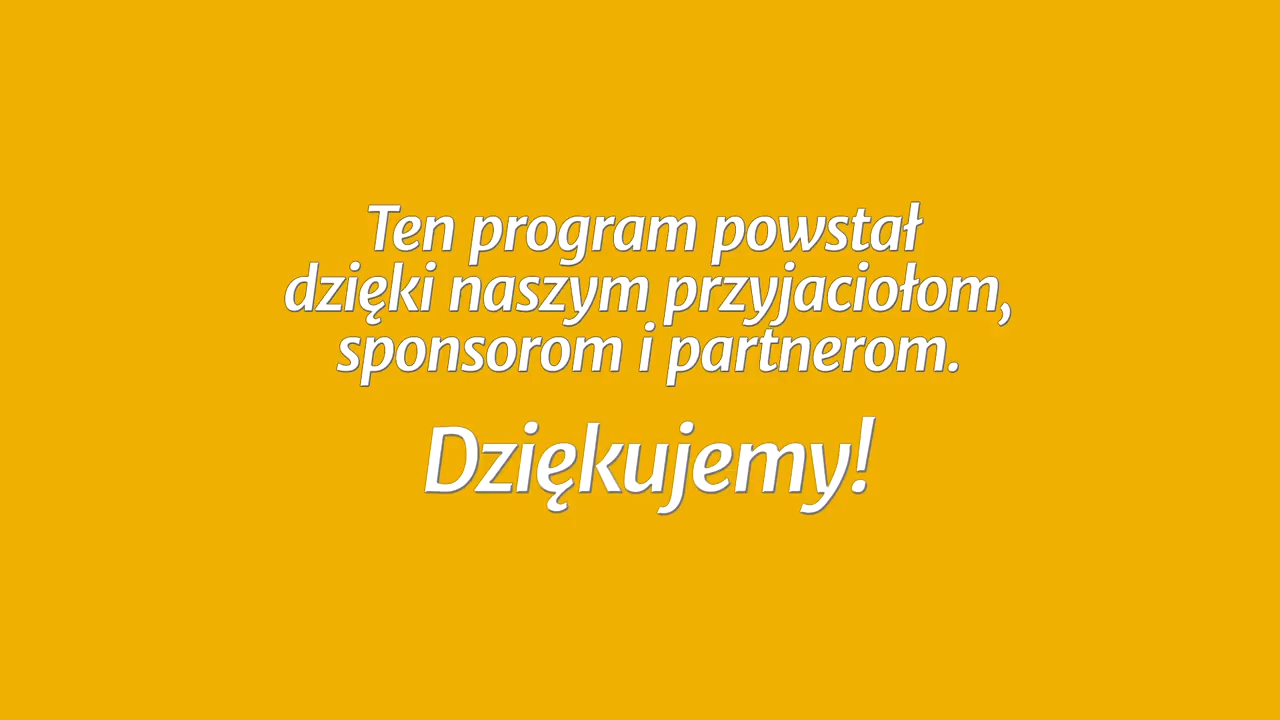 Ten program powstał
dzięki naszym przyjaciołom,
sponsorom i partnerom.
Dziękujemy!